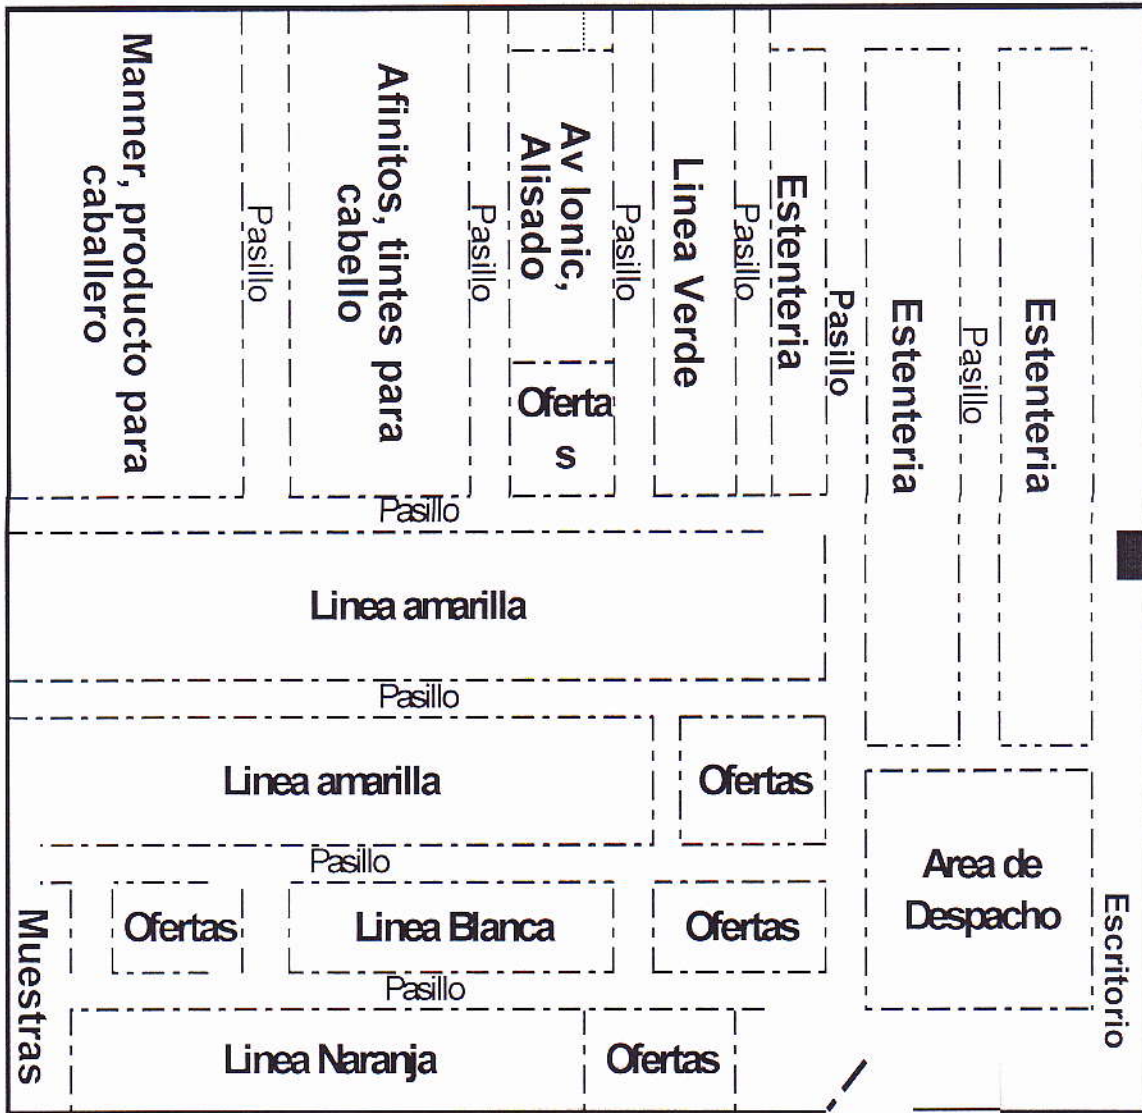 Manner, producto para
caballero
Pasillo
Afinitos, tintes para
cabello
Pasillo
Av Ionic,
Alisado
Oferta
s
Pasillo
Linea Verde
Pasillo
Estenteria
Pasillo
Estenteria
Pasillo
Estenteria
Pasillo
Linea amarilla
Pasillo
Linea amarilla
Ofertas
Pasillo
Muestras
Ofertas
Linea Blanca
Ofertas
Pasillo
Linea Naranja
Ofertas
Area de
Despacho
Escritorio